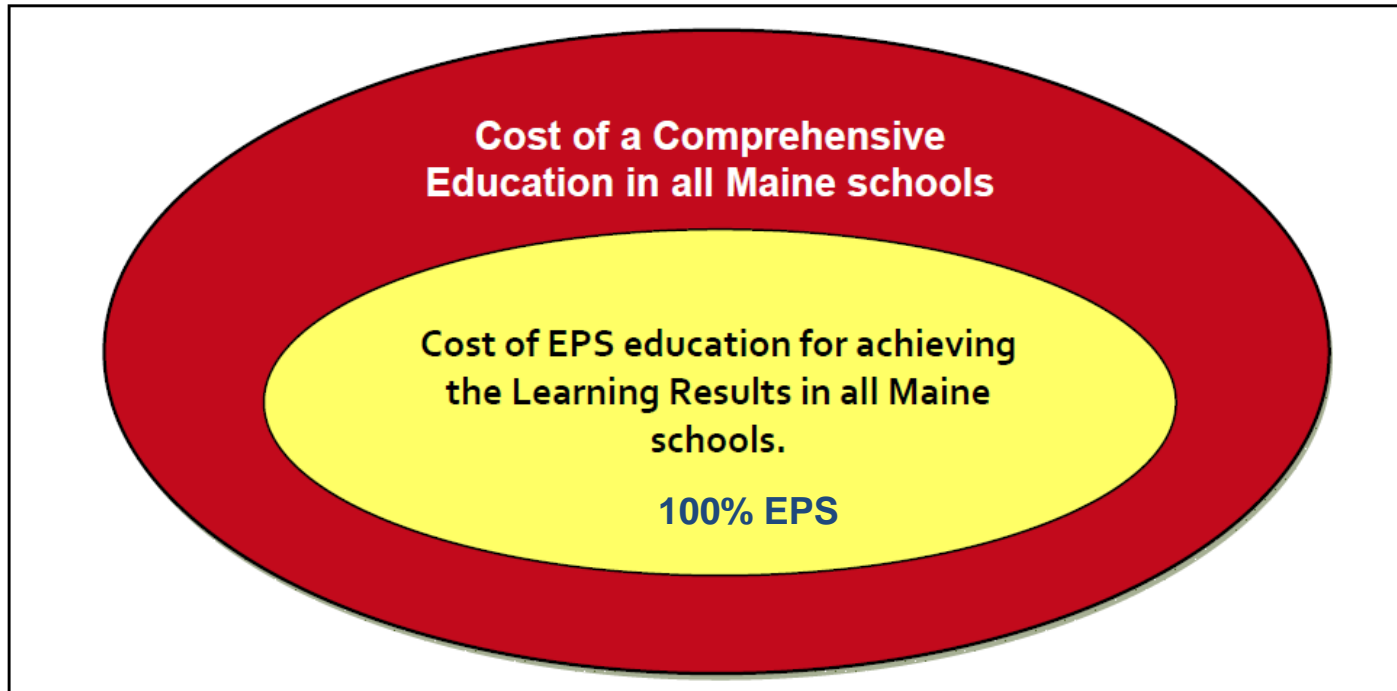 Cost of a Comprehensive
Education in all Maine schools
Cost of EPS education for achieving
the Learning Results in all Maine
schools.
100% EPS